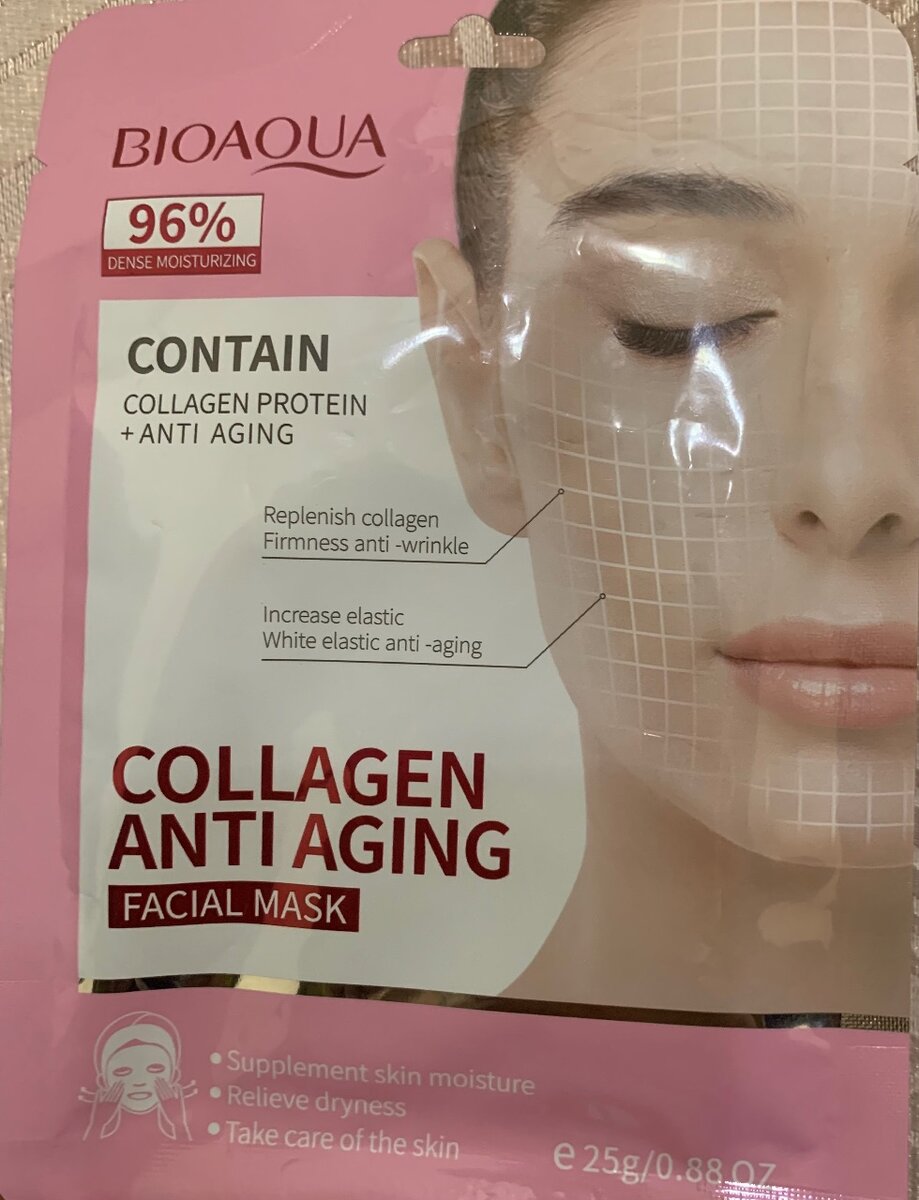 BIOAQUA
96%
DENSE MOISTURIZING
CONTAIN
COLLAGEN PROTEIN
+ ANTI AGING
Replenish collagen
Firmness anti -wrinkle
Increase elastic
White elastic anti -aging
COLLAGEN
ANTI AGING
FACIAL MASK
• Supplement skin moisture
• Relieve dryness
• Take care of the skin
e 25g/0.88 OZ